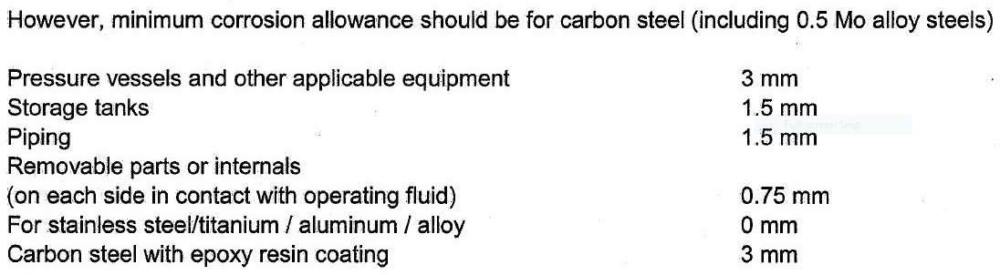 However, minimum corrosion allowance should be for carbon steel (including 0.5 Mo alloy steels)
Pressure vessels and other applicable equipment 3 mm
Storage tanks 1.5 mm
Full-screen Snip
Piping 1.5 mm
Removable parts or internals
(on each side in contact with operating fluid) 0.75 mm
For stainless steel/titanium / aluminum / alloy 0 mm
Carbon steel with epoxy resin coating 3 mm